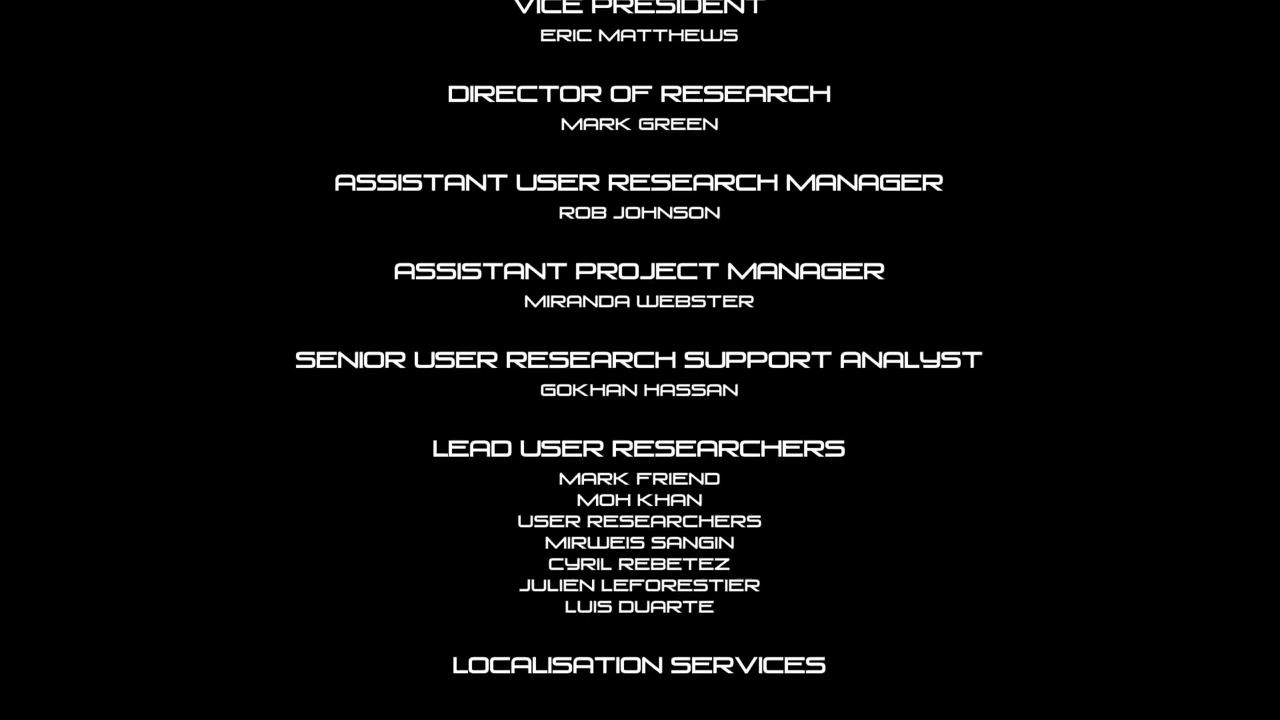 VICE PRESIDENT
ERIC MATTHEWS
DIRECTOR OF RESEARCH
MARK GREEN
ASSISTANT USER RESEARCH MANAGER
ROB JOHNSON
ASSISTANT PROJECT MANAGER
MIRANDA WEBSTER
SENIOR USER RESEARCH SUPPORT ANALYST
GOKHAN HASSAN
LEAD USER RESEARCHERS
MARK FRIEND
MOH KHAN
USER RESEARCHERS
MIRWEIS SANGIN
CYRIL REBETEZ
JULIEN LEFORESTIER
LUIS DUARTE
LOCALISATION SERVICES